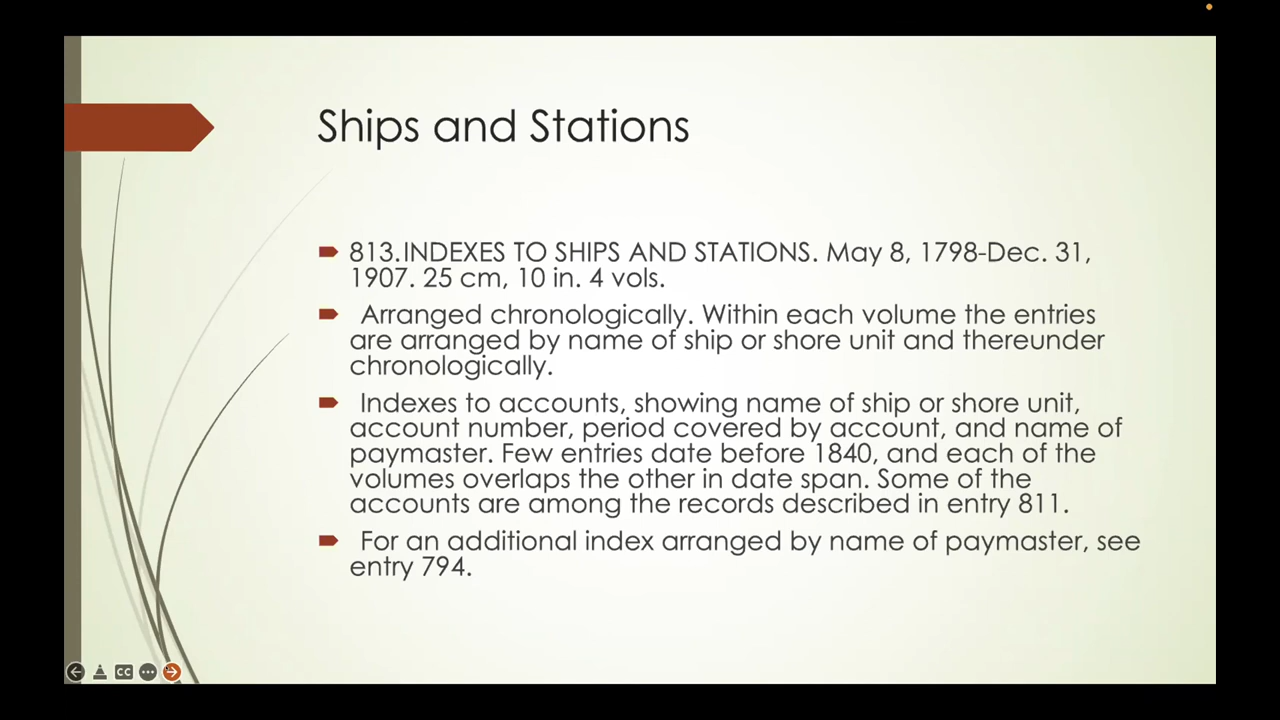 Ships and Stations
813.INDEXES TO SHIPS AND STATIONS. May 8, 1798-Dec. 31,
1907. 25 cm, 10 in. 4 vols.
Arranged chronologically. Within each volume the entries
are arranged by name of ship or shore unit and thereunder
chronologically.
Indexes to accounts, showing name of ship or shore unit,
account number, period covered by account, and name of
paymaster. Few entries date before 1840, and each of the
volumes overlaps the other in date span. Some of the
accounts are among the records described in entry 811.
For an additional index arranged by name of paymaster, see
entry 794.
CC